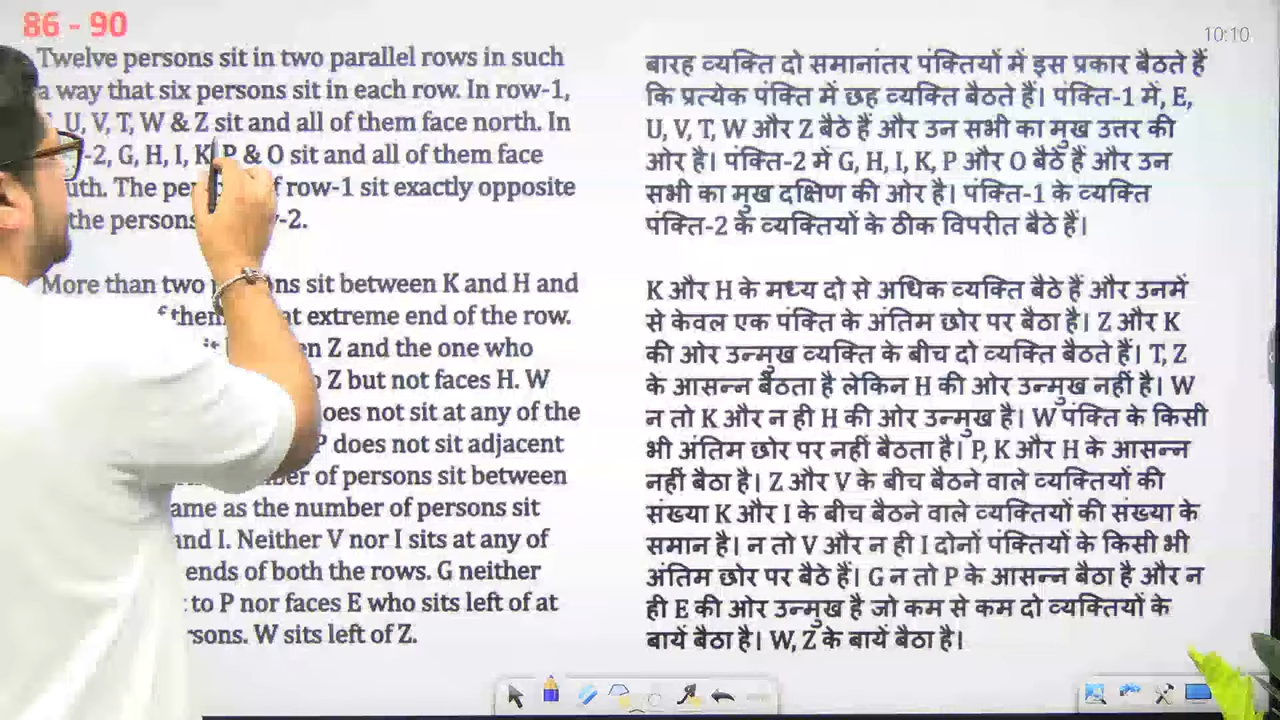 86 - 90
10:10
Twelve persons sit in two parallel rows in such
a way that six persons sit in each row. In row-1,
U, V, T, W & Z sit and all of them face north. In
-2, G, H, I, K, P & O sit and all of them face
The of row-1 sit exactly opposite
the persons -2.
More than two sit between K and H and
at extreme end of the row.
Z and the one who
Z but not faces H. W
does not sit at any of the
P does not sit adjacent
of persons sit between
same as the number of persons sit
and I. Neither V nor I sits at any of
ends of both the rows. G neither
to P nor faces E who sits left of at
W sits left of Z.
बारह व्यक्ति दो समानांतर पंक्तियों में इस प्रकार बैठते हैं
कि प्रत्येक पंक्ति में छह व्यक्ति बैठते हैं। पंक्ति-1 में, E,
U, V, T, W और Z बैठे हैं और उन सभी का मुख उत्तर की
ओर है। पंक्ति-2 में G, H, I, K, P और O बैठे हैं और उन
सभी का मुख दक्षिण की ओर है। पंक्ति-1 के व्यक्ति
पंक्ति-2 के व्यक्तियों के ठीक विपरीत बैठे हैं।
K और H के मध्य दो से अधिक व्यक्ति बैठे हैं और उनमें
से केवल एक पंक्ति के अंतिम छोर पर बैठा है। Z और K
की ओर उन्मुख व्यक्ति के बीच दो व्यक्ति बैठते हैं। T, Z
के आसन्न बैठता है लेकिन H की ओर उन्मुख नहीं है। W
न तो K और न ही H की ओर उन्मुख है। W पंक्ति के किसी
भी अंतिम छोर पर नहीं बैठता है। P, K और H के आसन्न
नहीं बैठा है। Z और V के बीच बैठने वाले व्यक्तियों की
संख्या K और I के बीच बैठने वाले व्यक्तियों की संख्या के
समान है। न तो V और न ही I दोनों पंक्तियों के किसी भी
अंतिम छोर पर बैठे हैं। G न तो P के आसन्न बैठा है और न
ही E की ओर उन्मुख है जो कम से कम दो व्यक्तियों के
बायें बैठा है। W, Z के बायें बैठा है।